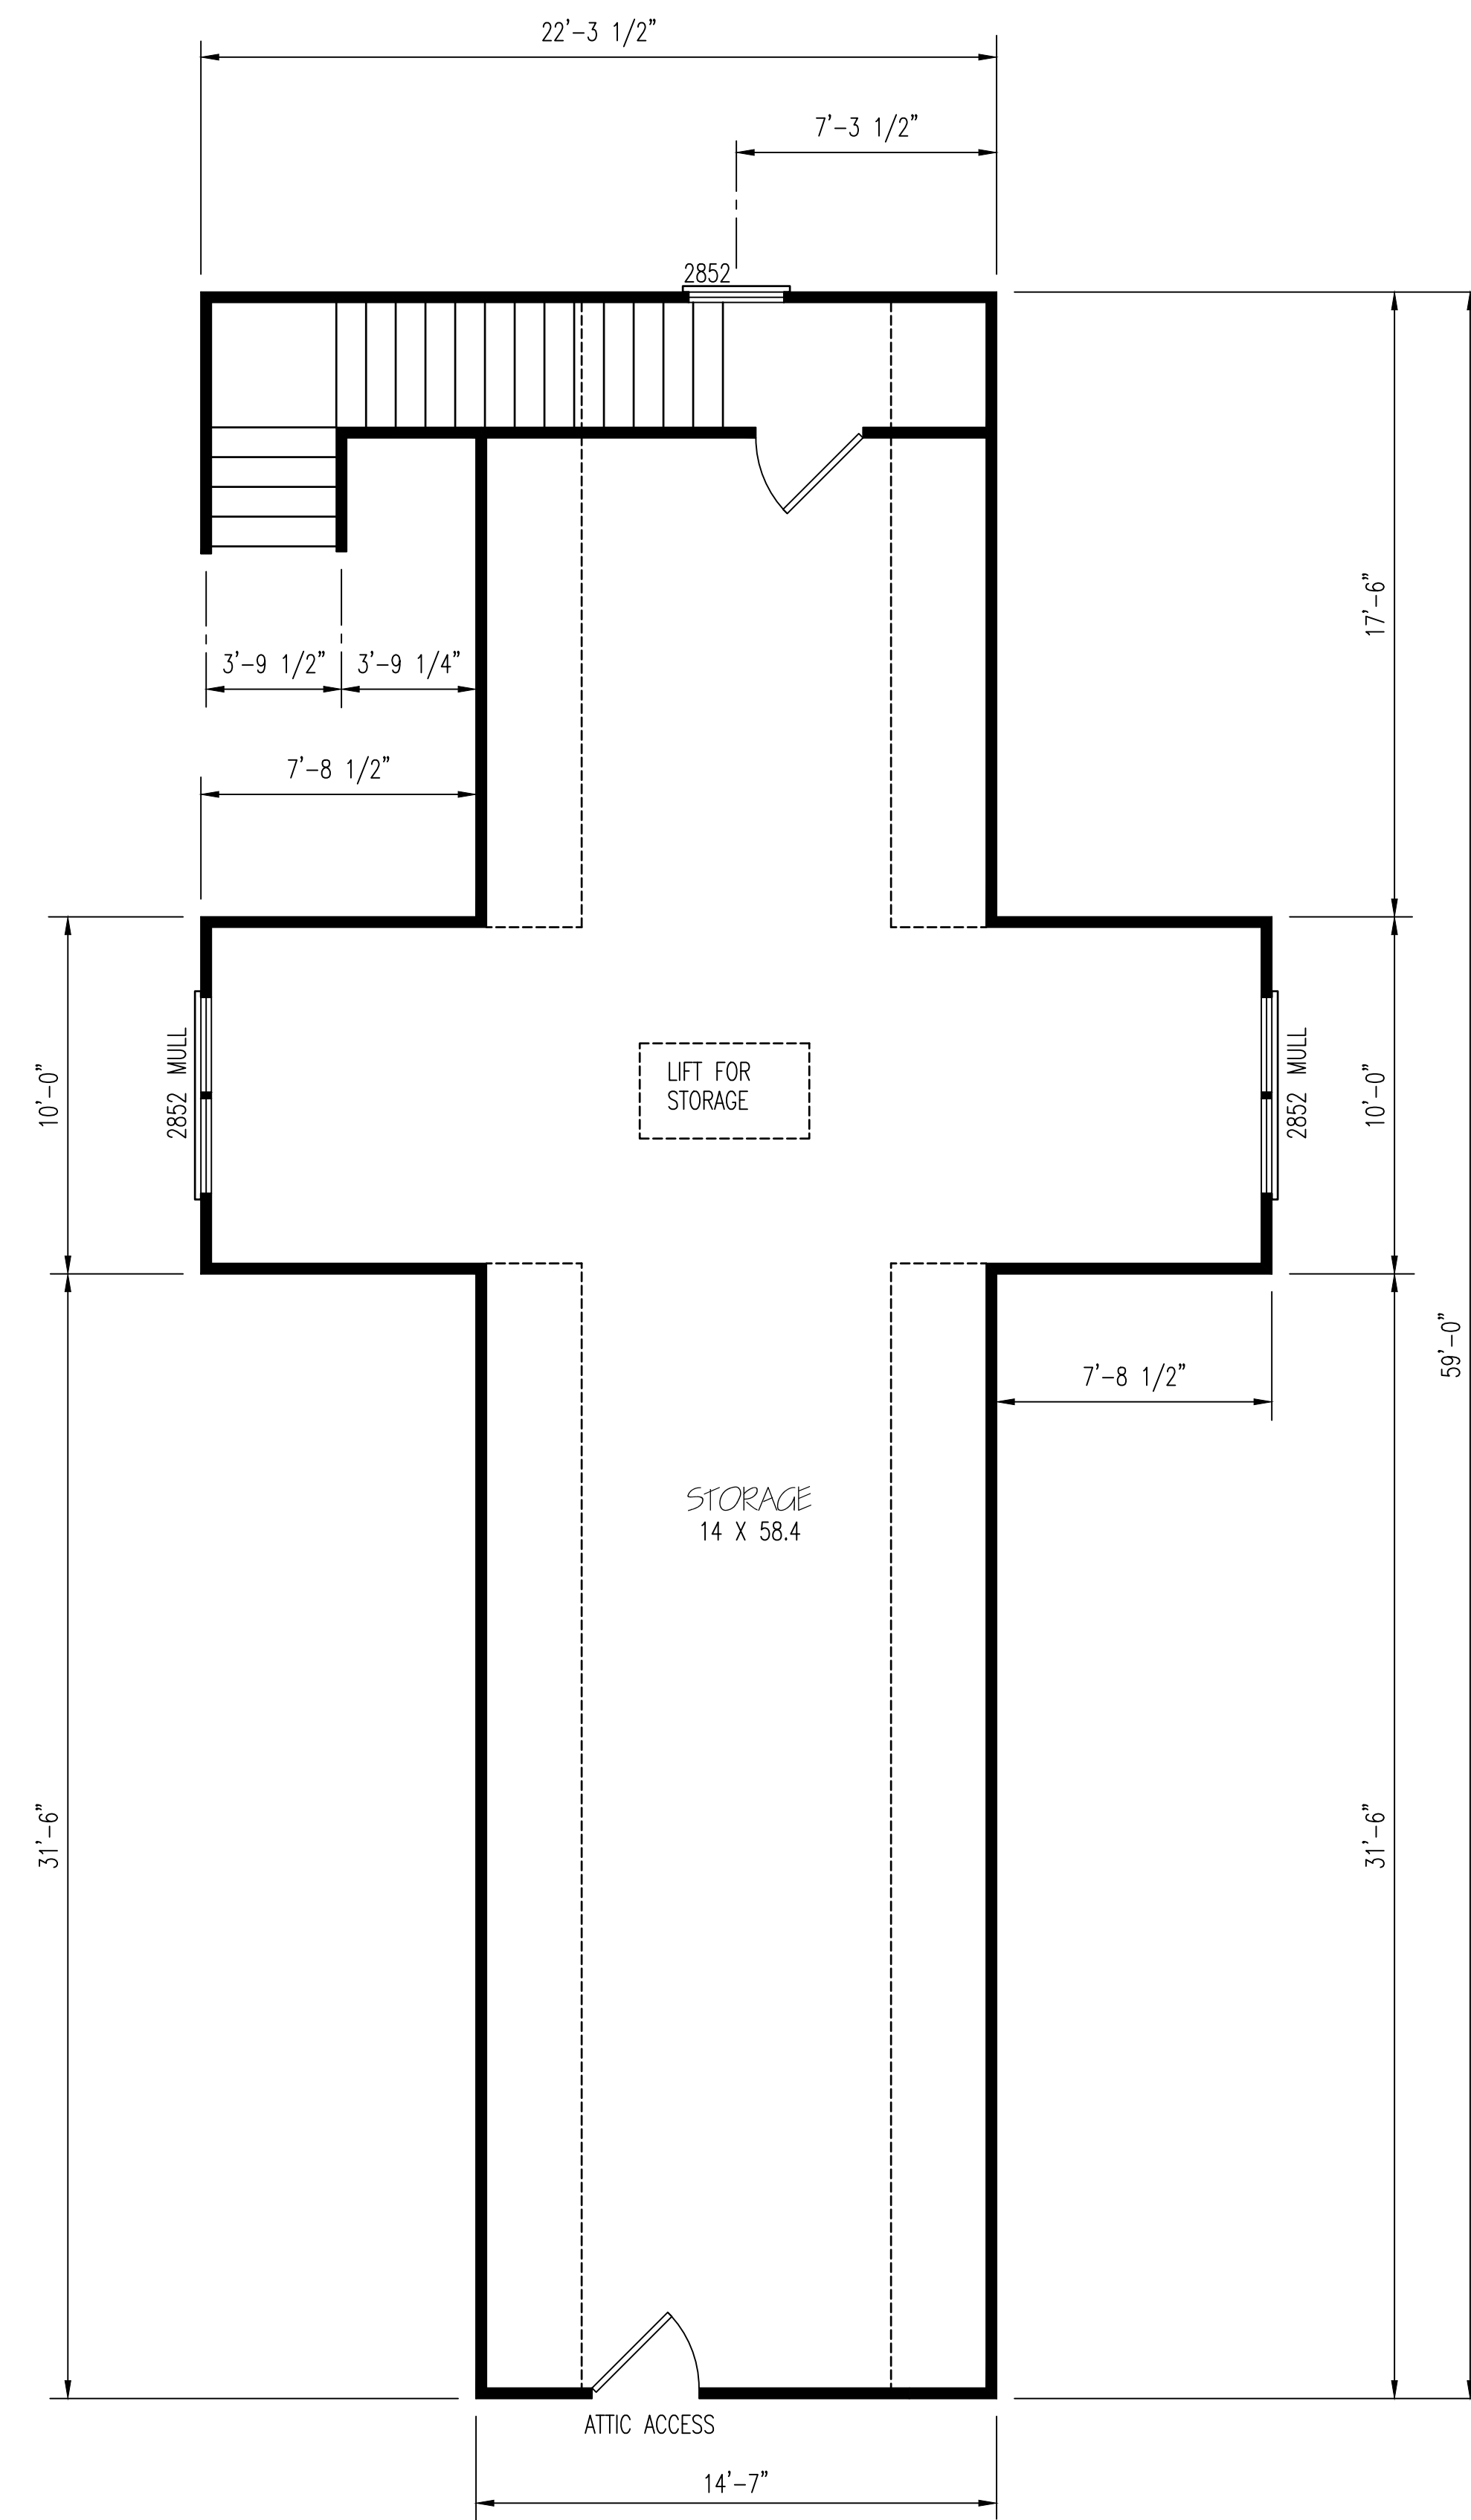 22'-3 1/2"
7'-3 1/2"
2852
17'-6"
3'-9 1/2" 3'-9 1/4"
7'-8 1/2"
10'-0"
2852 MULL
LIFT FOR
STORAGE
2852 MULL
10'-0"
59'-0"
7'-8 1/2"
STORAGE
14 X 58.4
31'-6"
31'-6"
ATTIC ACCESS
14'-7"